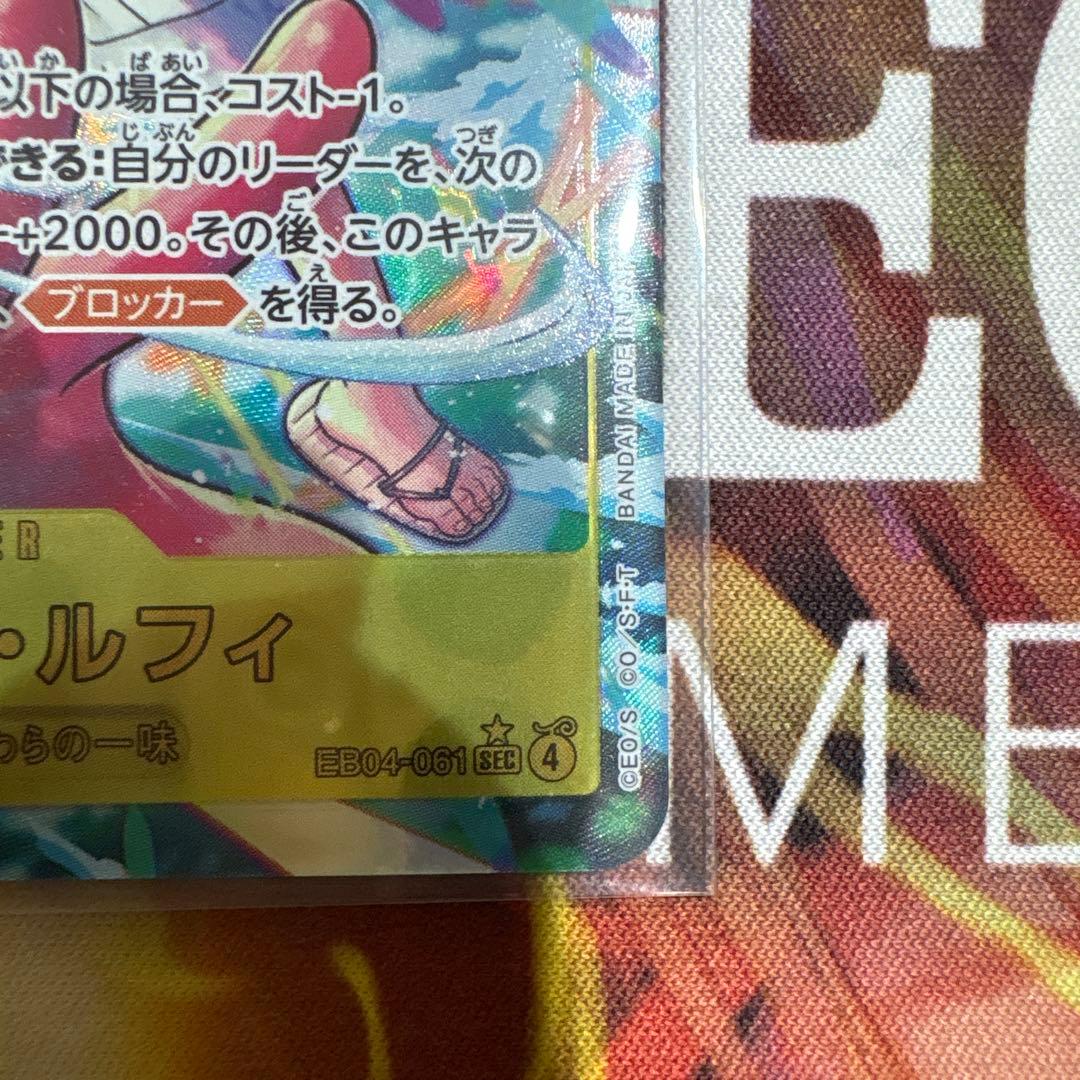 以下の場合、コスト-1。
できる：自分のリーダーを、次の
ー+2000。その後、このキャラ
、ブロッカー を得る。
ER
・ルフィ
わらの一味
EB04-061 SEC 4
©EO/S ©O/S・F・T・BANDAI MADE IN
E
ME